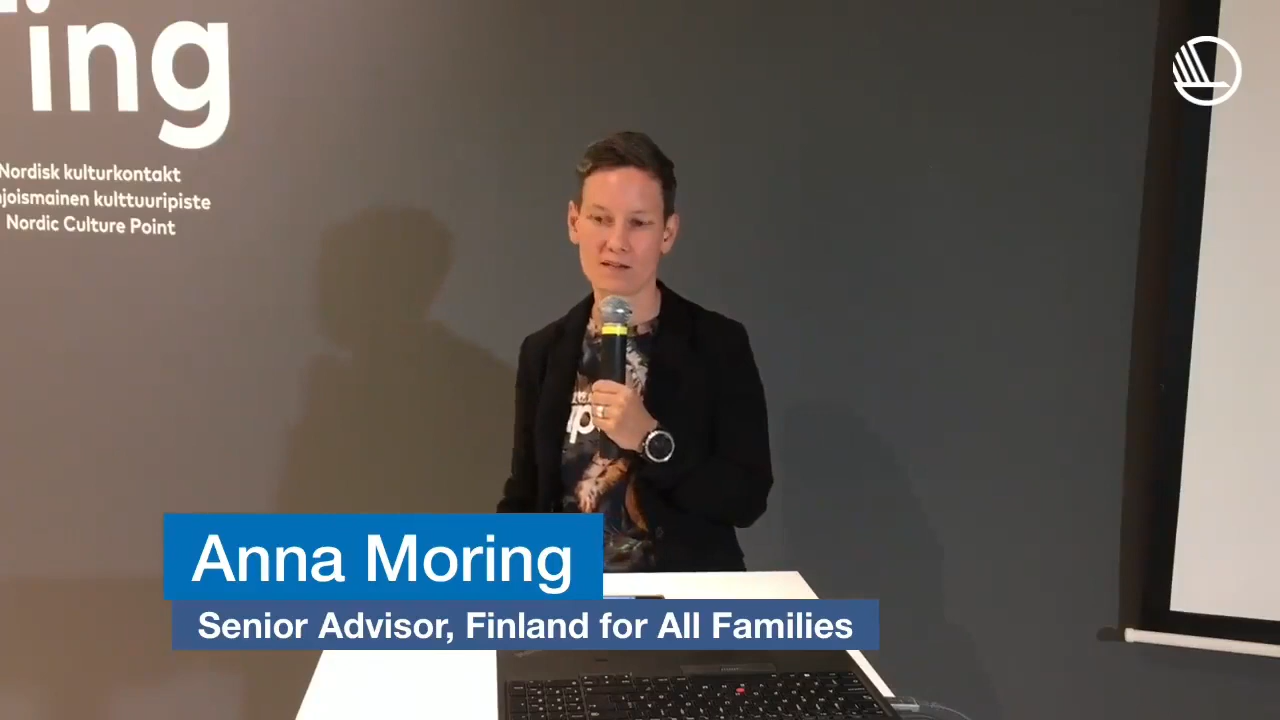 ing
Nordisk kulturkontakt
joismainen kulttuuripiste
Nordic Culture Point
Anna Moring
Senior Advisor, Finland for All Families